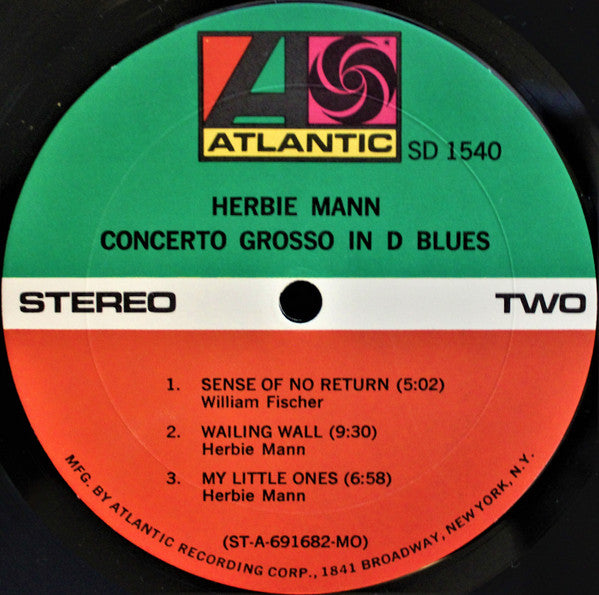 ATLANTIC
SD 1540
HERBIE MANN
CONCERTO GROSSO IN D BLUES
STEREO TWO
1. SENSE OF NO RETURN (5:02)
William Fischer
2. WAILING WALL (9:30)
Herbie Mann
3. MY LITTLE ONES (6:58)
Herbie Mann
(ST-A-691682-MO)
MFG. BY ATLANTIC RECORDING CORP., 1841 BROADWAY, NEW YORK, N.Y.